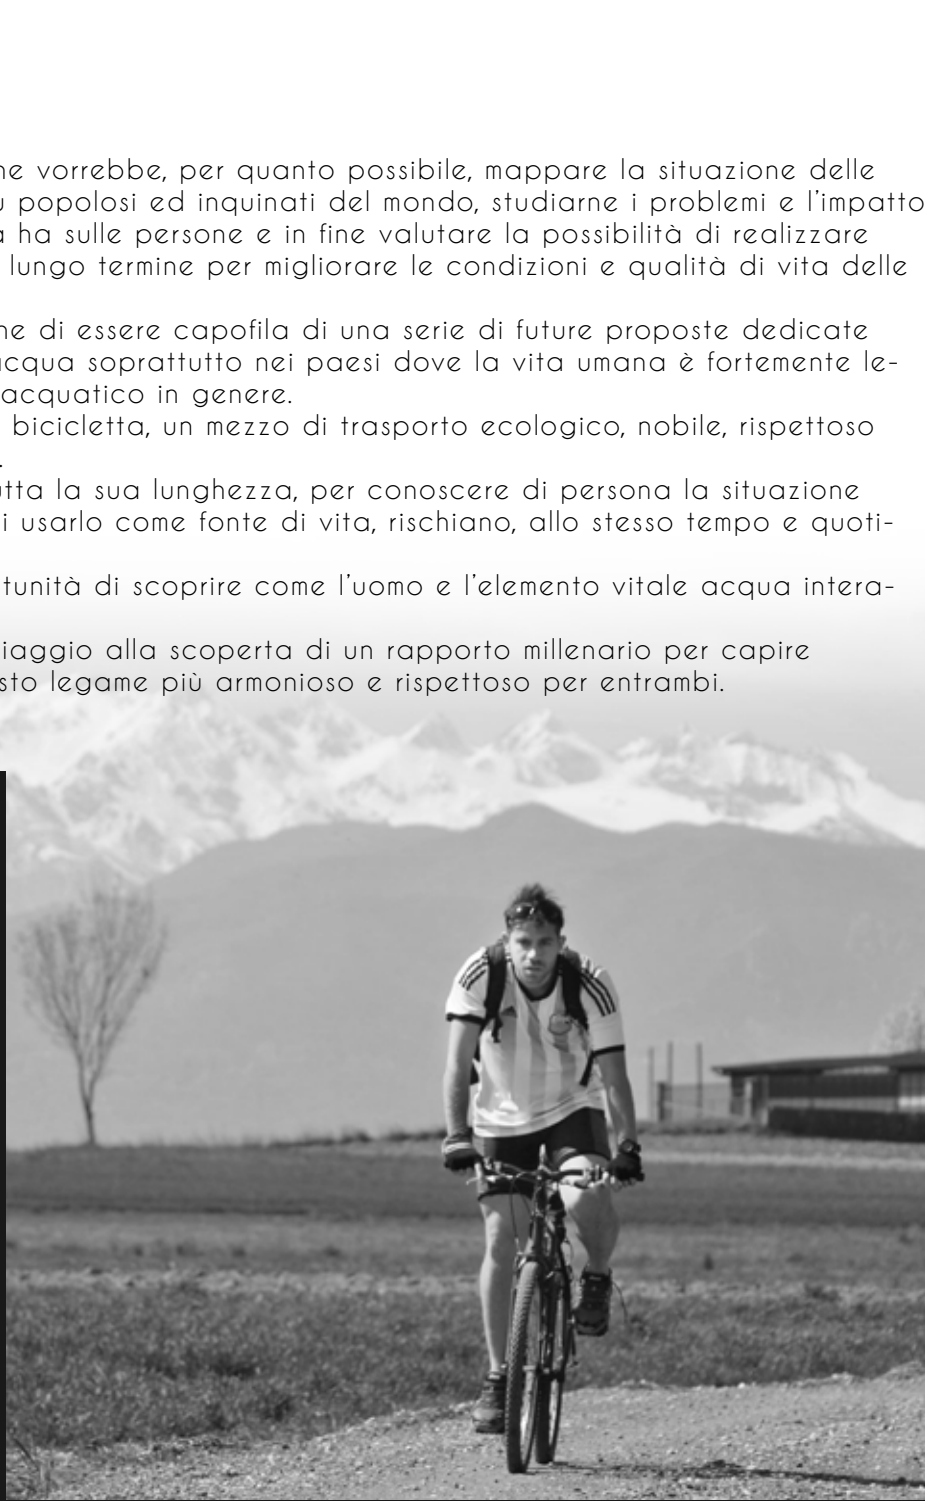 ne vorrebbe, per quanto possibile, mappare la situazione delle
ù popolosi ed inquinati del mondo, studiarne i problemi e l'impatto
a ha sulle persone e in fine valutare la possibilità di realizzare
lungo termine per migliorare le condizioni e qualità di vita delle
ne di essere capofila di una serie di future proposte dedicate
acqua soprattutto nei paesi dove la vita umana è fortemente le-
acquatico in genere.
bicicletta, un mezzo di trasporto ecologico, nobile, rispettoso
.
utta la sua lunghezza, per conoscere di persona la situazione
i usarlo come fonte di vita, rischiano, allo stesso tempo e quoti-
tunità di scoprire come l'uomo e l'elemento vitale acqua intera-
iaggio alla scoperta di un rapporto millenario per capire
sto legame più armonioso e rispettoso per entrambi.